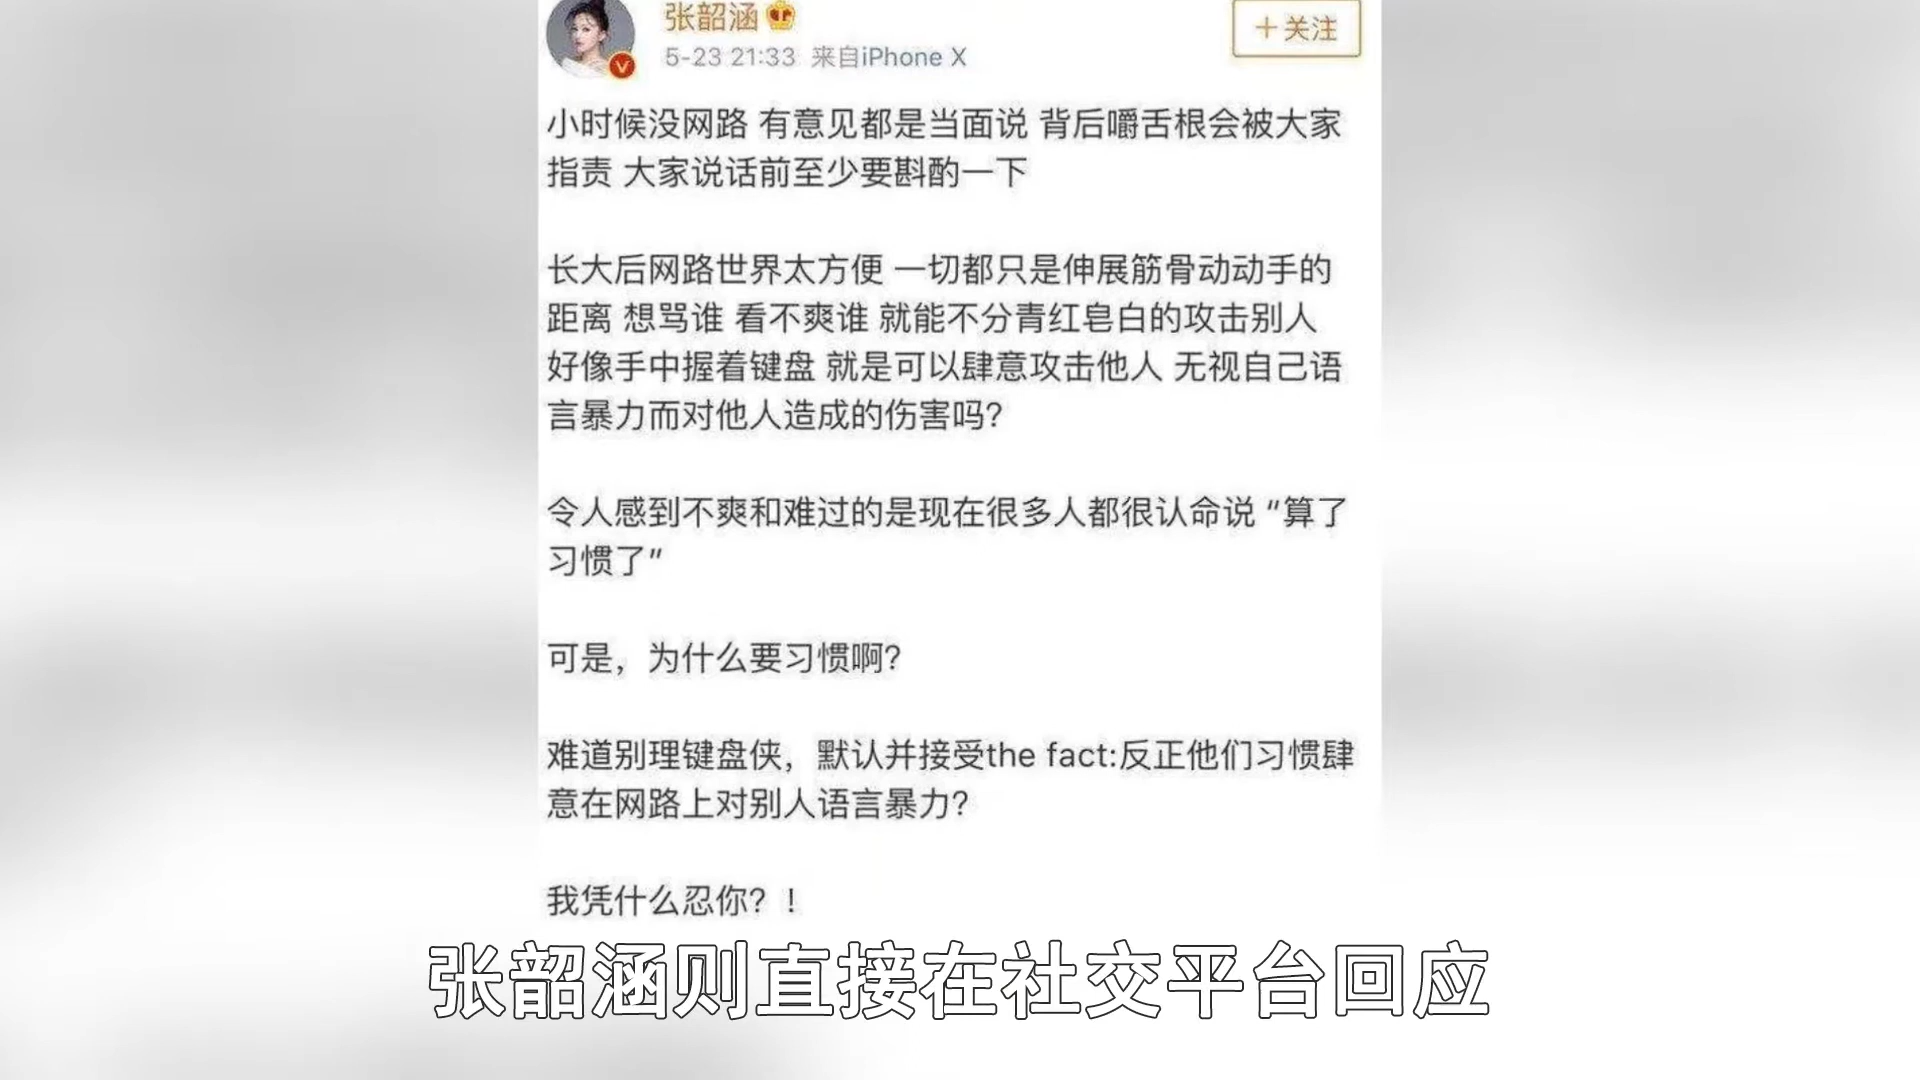 张韶涵
+关注
5-23 21:33 来自iPhone X
小时候没网路 有意见都是当面说 背后嚼舌根会被大家
指责 大家说话前至少要斟酌一下
长大后网路世界太方便 一切都只是伸展筋骨动动手的
距离 想骂谁 看不爽谁 就能不分青红皂白的攻击别人
好像手中握着键盘 就是可以肆意攻击他人 无视自己语
言暴力而对他人造成的伤害吗?
令人感到不爽和难过的是现在很多人都很认命说 “算了
习惯了”
可是，为什么要习惯啊?
难道别理键盘侠，默认并接受the fact:反正他们习惯肆
意在网路上对别人语言暴力?
我凭什么忍你？！
张韶涵则直接在社交平台回应